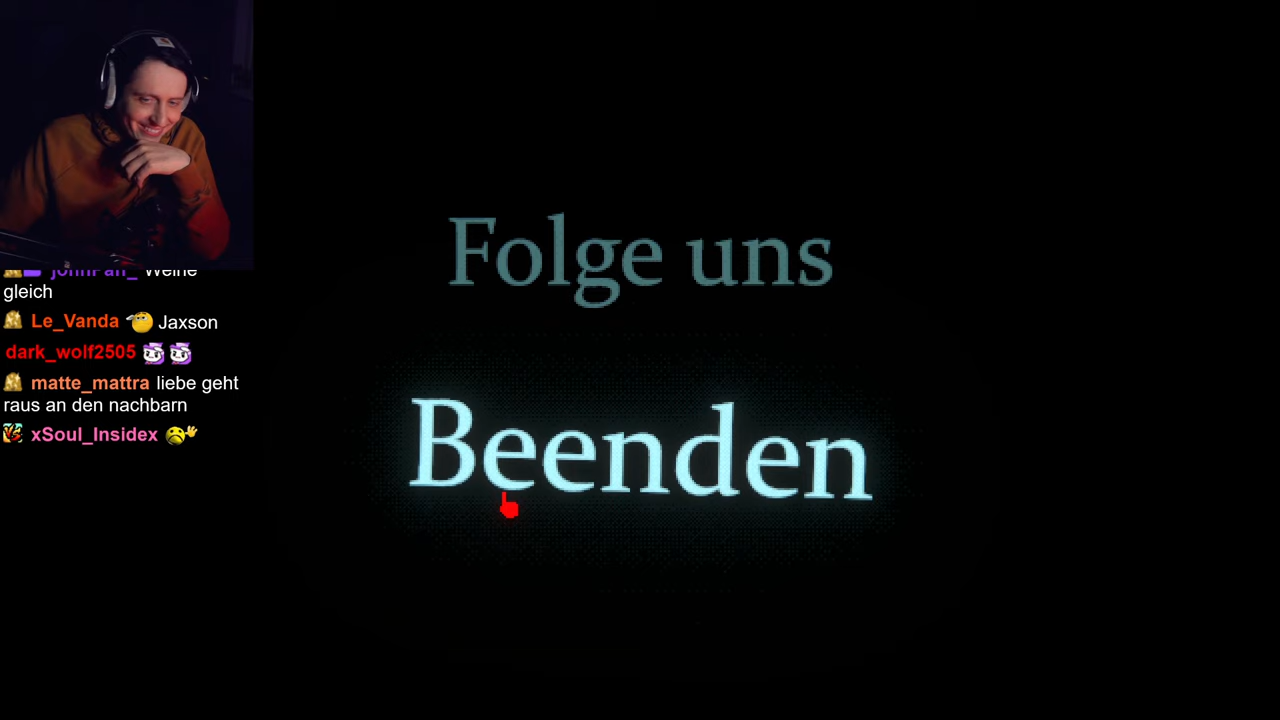 Folge uns
Beenden
gleich
Le_Vanda Jaxson
dark_wolf2505
matte_mattra liebe geht
raus an den nachbarn
xSoul_Insidex